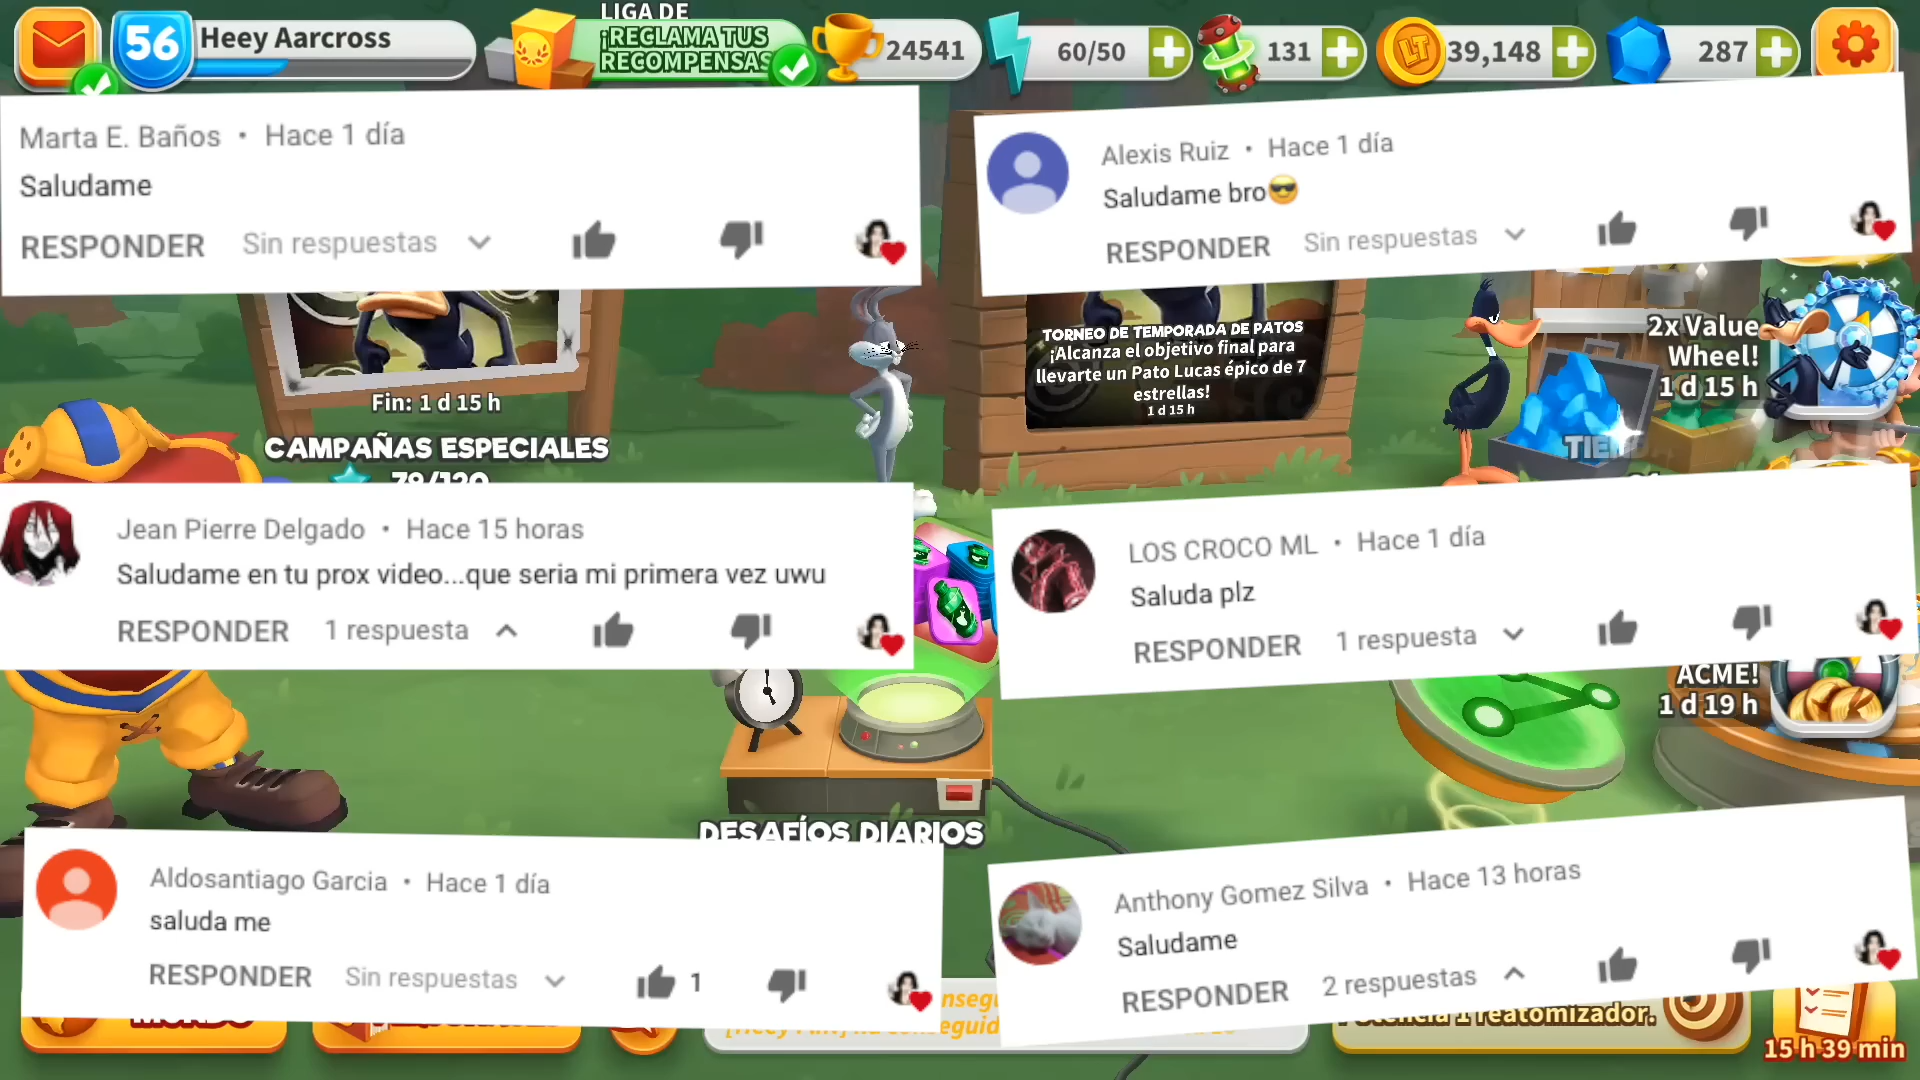 56
Heey Aarcross
LIGA DE
¡RECLAMA TUS
RECOMPENSAS
24541
60/50
131
39,148
287
Marta E. Baños • Hace 1 día
Saludame
RESPONDER Sin respuestas
Alexis Ruiz • Hace 1 día
Saludame bro😎
RESPONDER Sin respuestas
Fin: 1 d 15 h
CAMPAÑAS ESPECIALES
79/120
TORNEO DE TEMPORADA DE PATOS
¡Alcanza el objetivo final para
llevarte un Pato Lucas épico de 7
estrellas!
1 d 15 h
2x Value
Wheel!
1 d 15 h
Jean Pierre Delgado • Hace 15 horas
Saludame en tu prox video...que seria mi primera vez uwu
RESPONDER 1 respuesta
LOS CROCO ML • Hace 1 día
Saluda plz
RESPONDER 1 respuesta
ACME!
1 d 19 h
DESAFÍOS DIARIOS
Aldosantiago Garcia • Hace 1 día
saluda me
RESPONDER Sin respuestas 1
Anthony Gomez Silva • Hace 13 horas
Saludame
RESPONDER 2 respuestas
MUNDO
1 reatomizador.
15 h 39 min